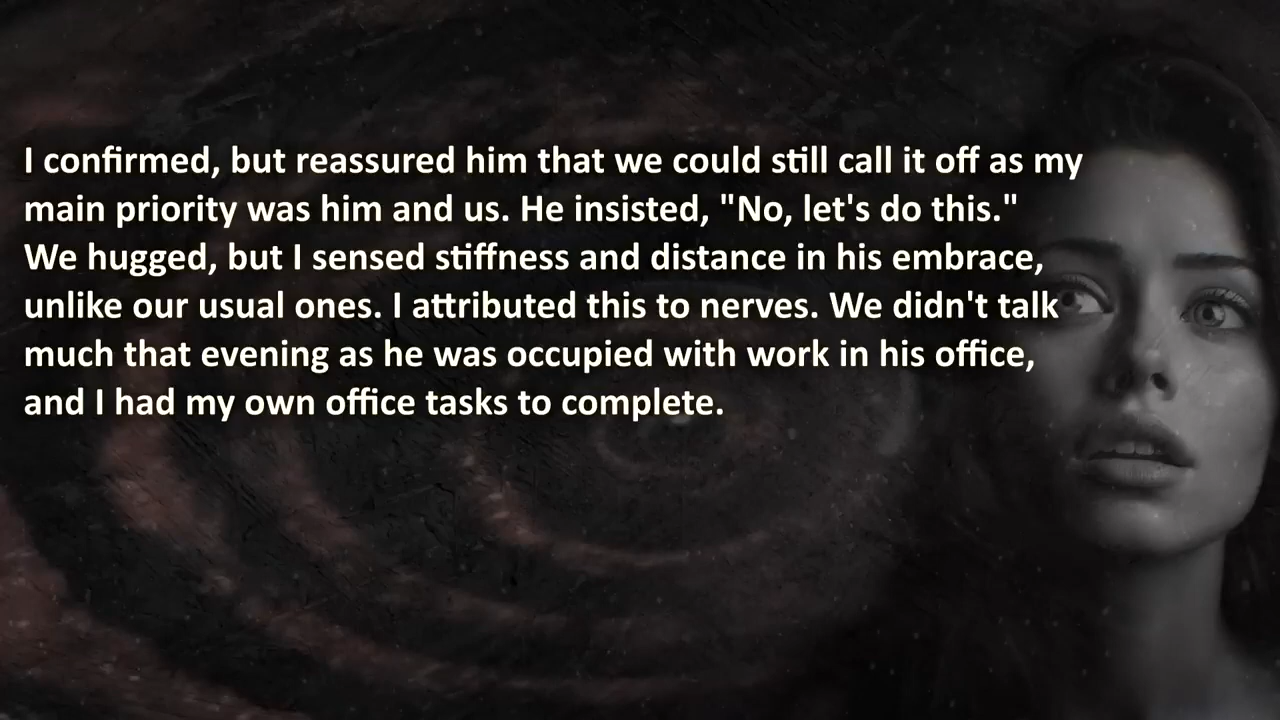 I confirmed, but reassured him that we could still call it off as my
main priority was him and us. He insisted, "No, let's do this."
We hugged, but I sensed stiffness and distance in his embrace,
unlike our usual ones. I attributed this to nerves. We didn't talk
much that evening as he was occupied with work in his office,
and I had my own office tasks to complete.